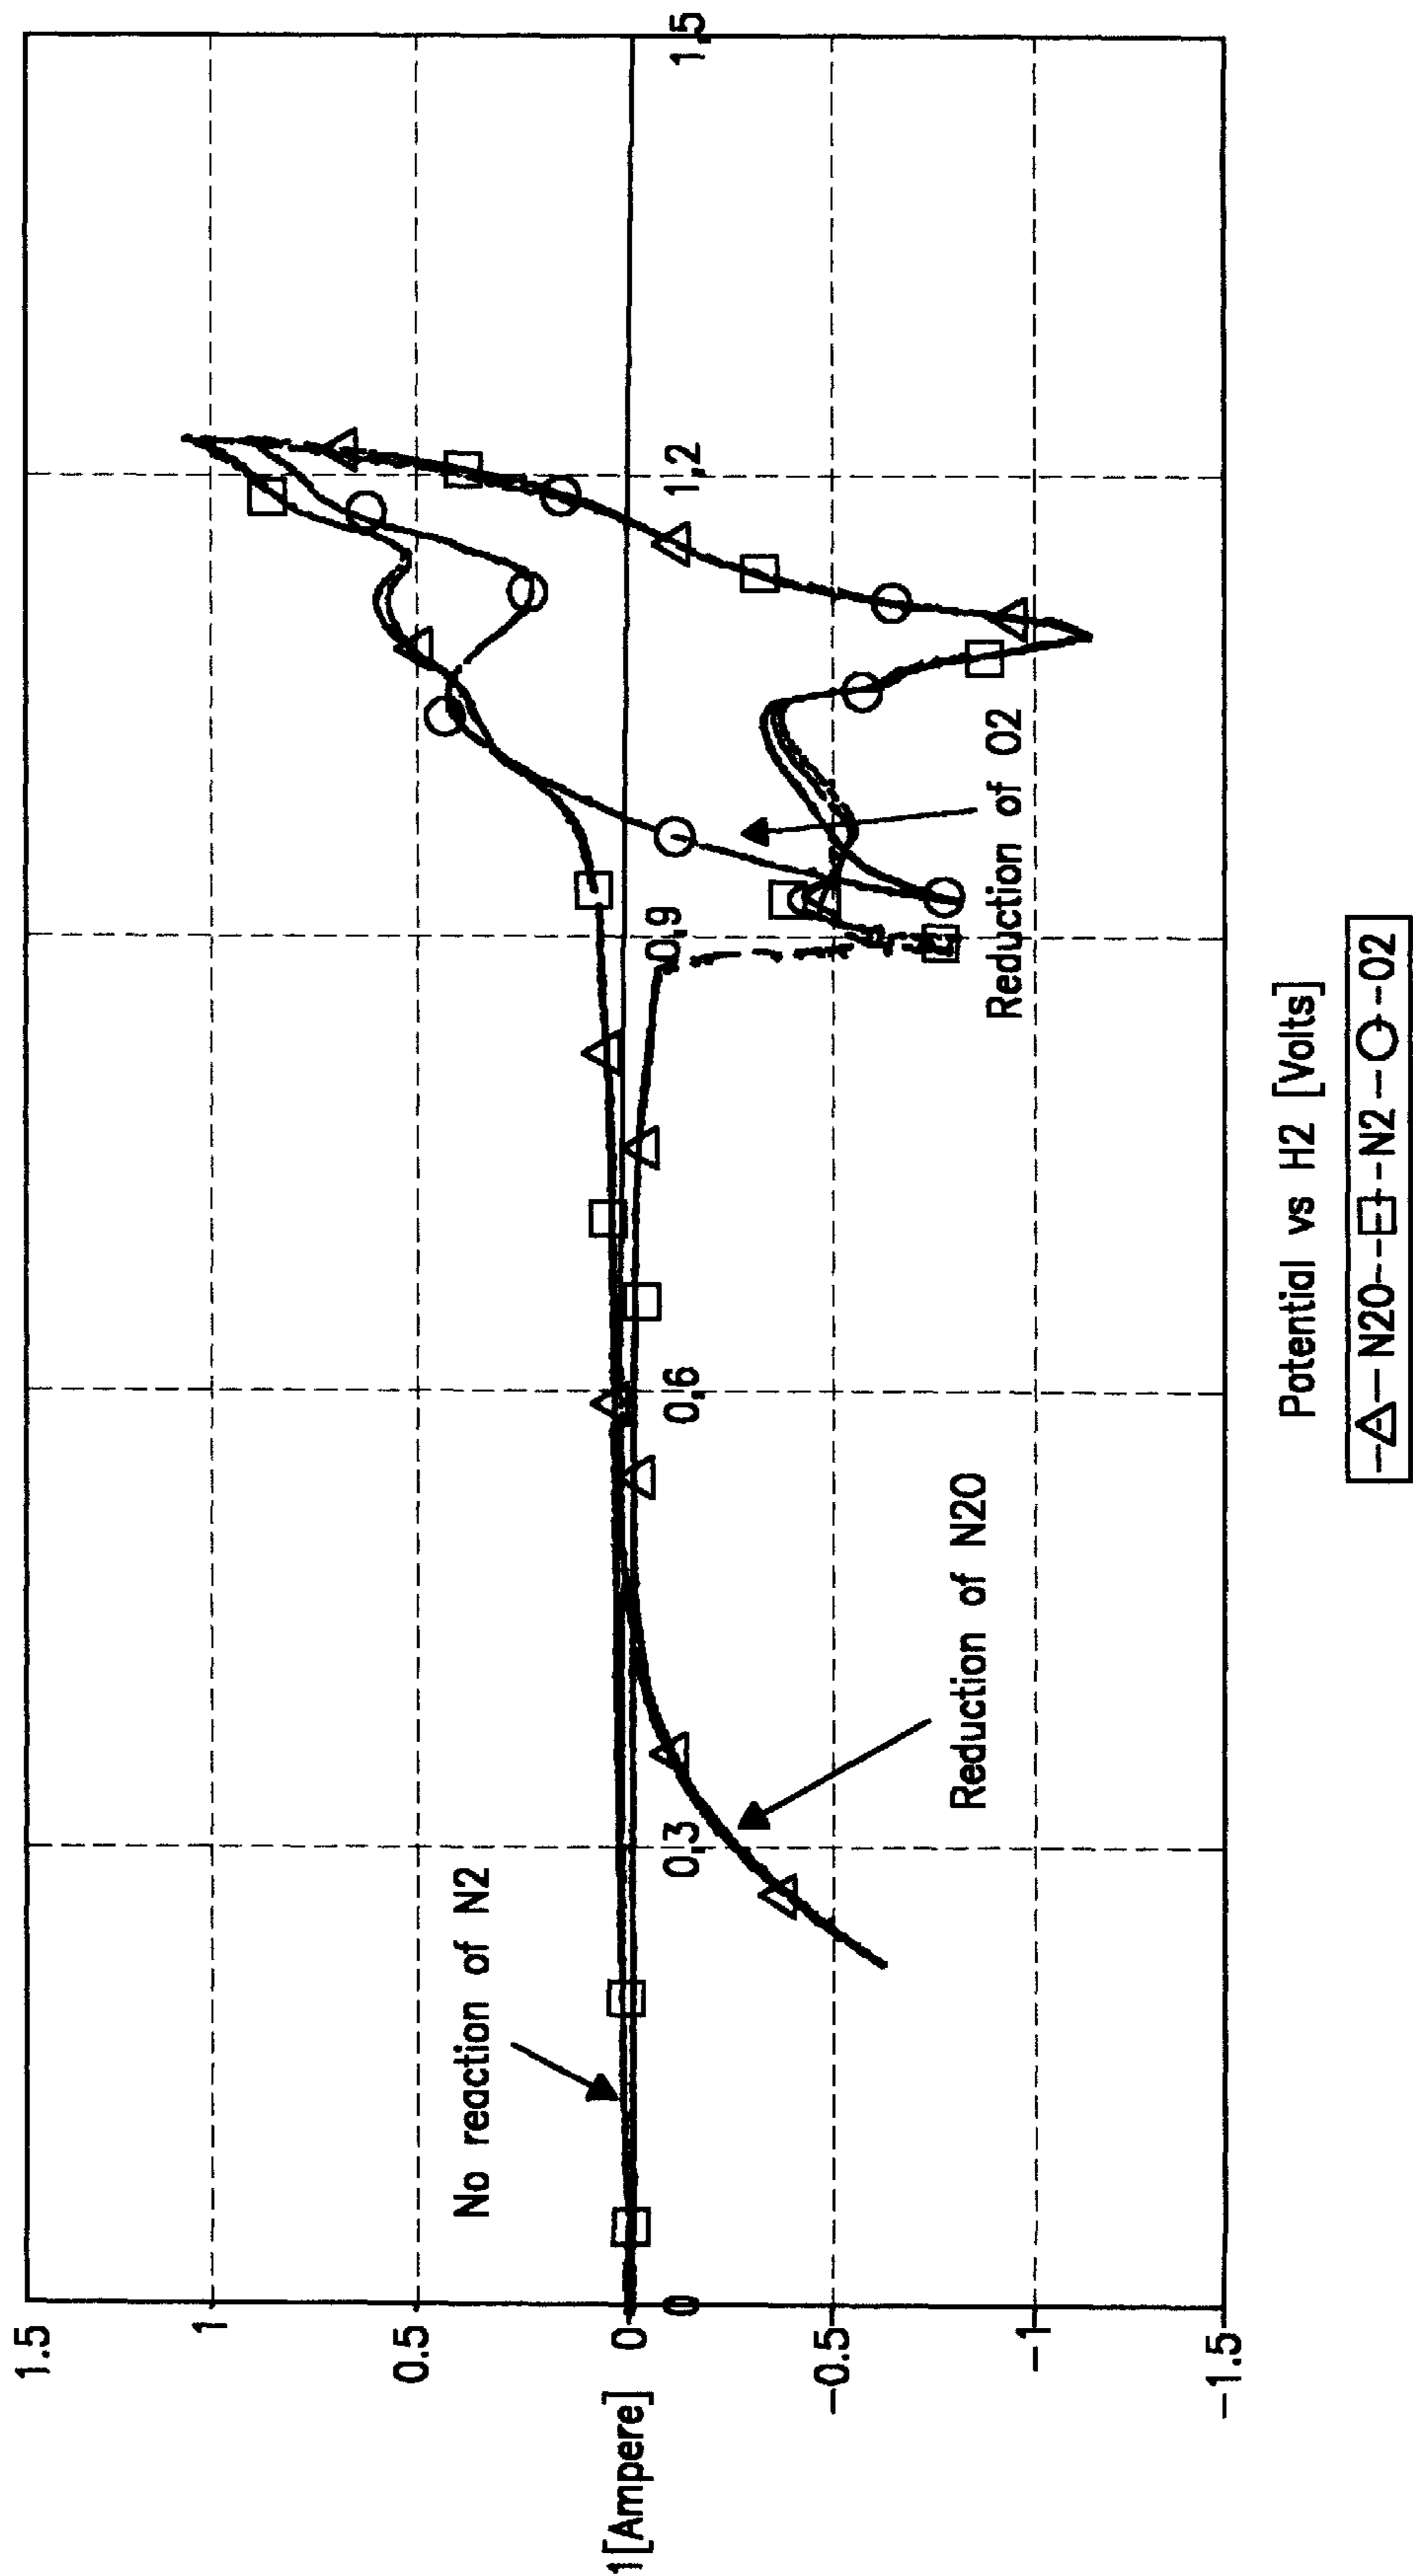 1.5
1
0.5
1[Ampere] 0
-0.5
-1
-1.5
0
0,3
0,6
0,9
1,2
1,5
No reaction of N2
Reduction of N2O
Reduction of O2
Potential vs H2 [Volts]
N2O N2 O2